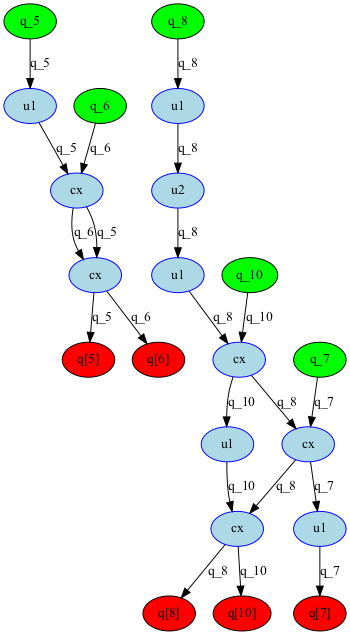 q_5 q_8
q_5 q_8
u1 q_6 u1
q_5 q_6 q_8
cx u2
q_6 q_5 q_8
cx u1 q_10
q_5 q_6 q_8 q_10
q[5] q[6] cx q_7
q_10 q_8 q_7
u1 cx
q_10 q_8 q_7
cx u1
q_8 q_10 q_7
q[8] q[10] q[7]